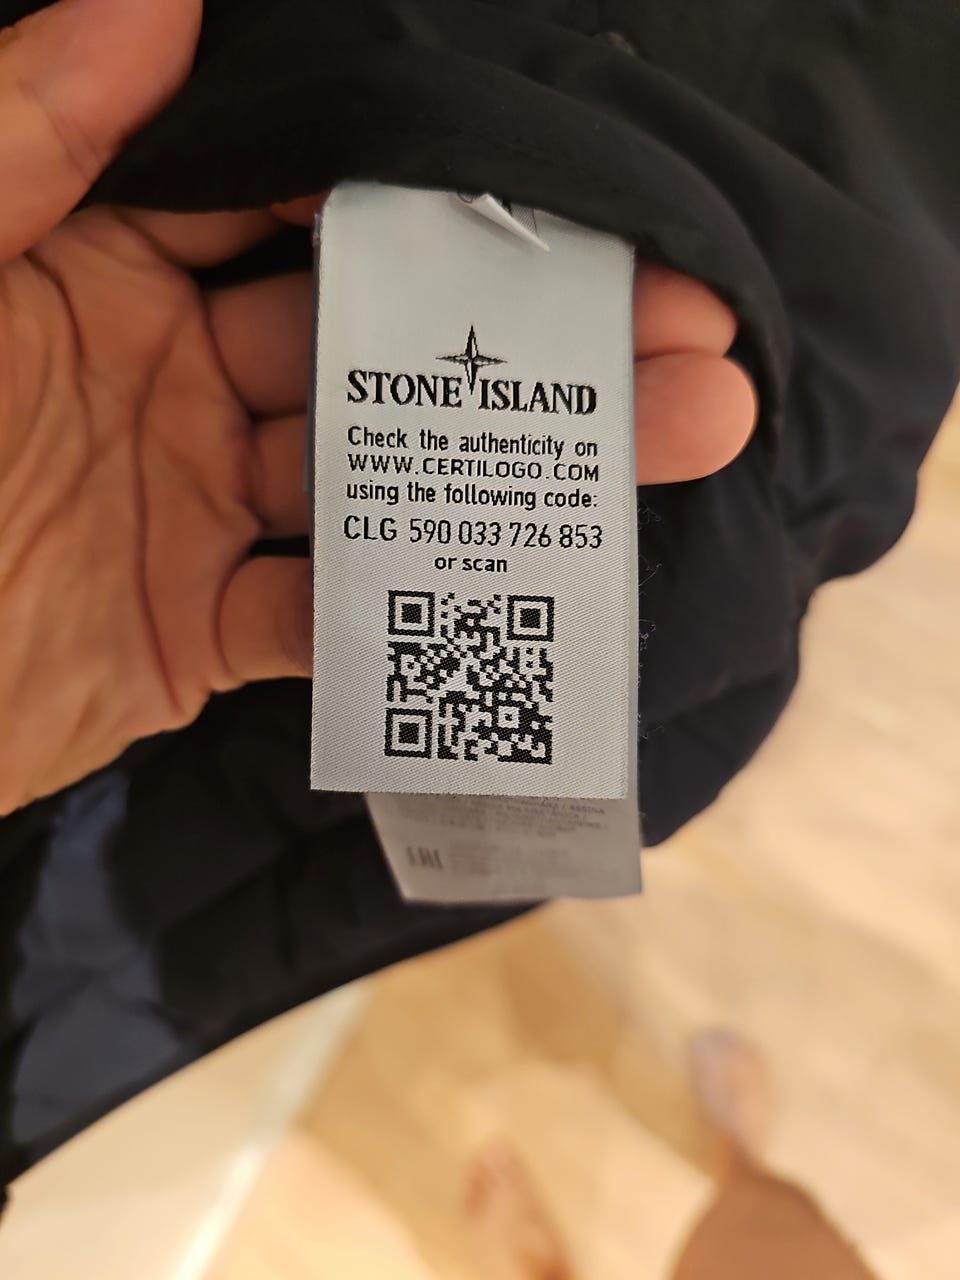 STONE ISLAND
Check the authenticity on
WWW.CERTILOGO.COM
using the following code:
CLG 590 033 726 853
or scan